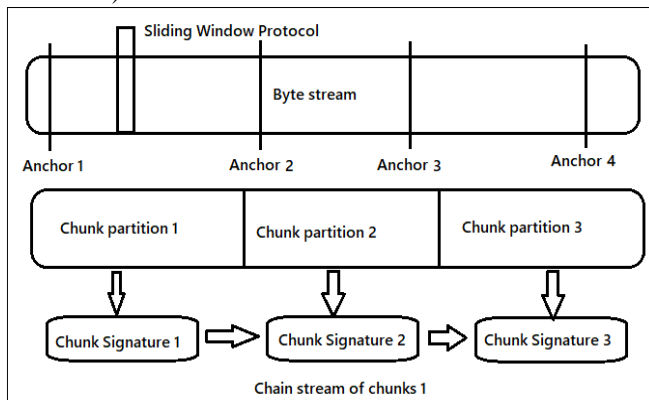 Sliding Window Protocol
Byte stream
Anchor 1
Anchor 2
Anchor 3
Anchor 4
Chunk partition 1
Chunk partition 2
Chunk partition 3
Chunk Signature 1
Chunk Signature 2
Chunk Signature 3
Chain stream of chunks 1